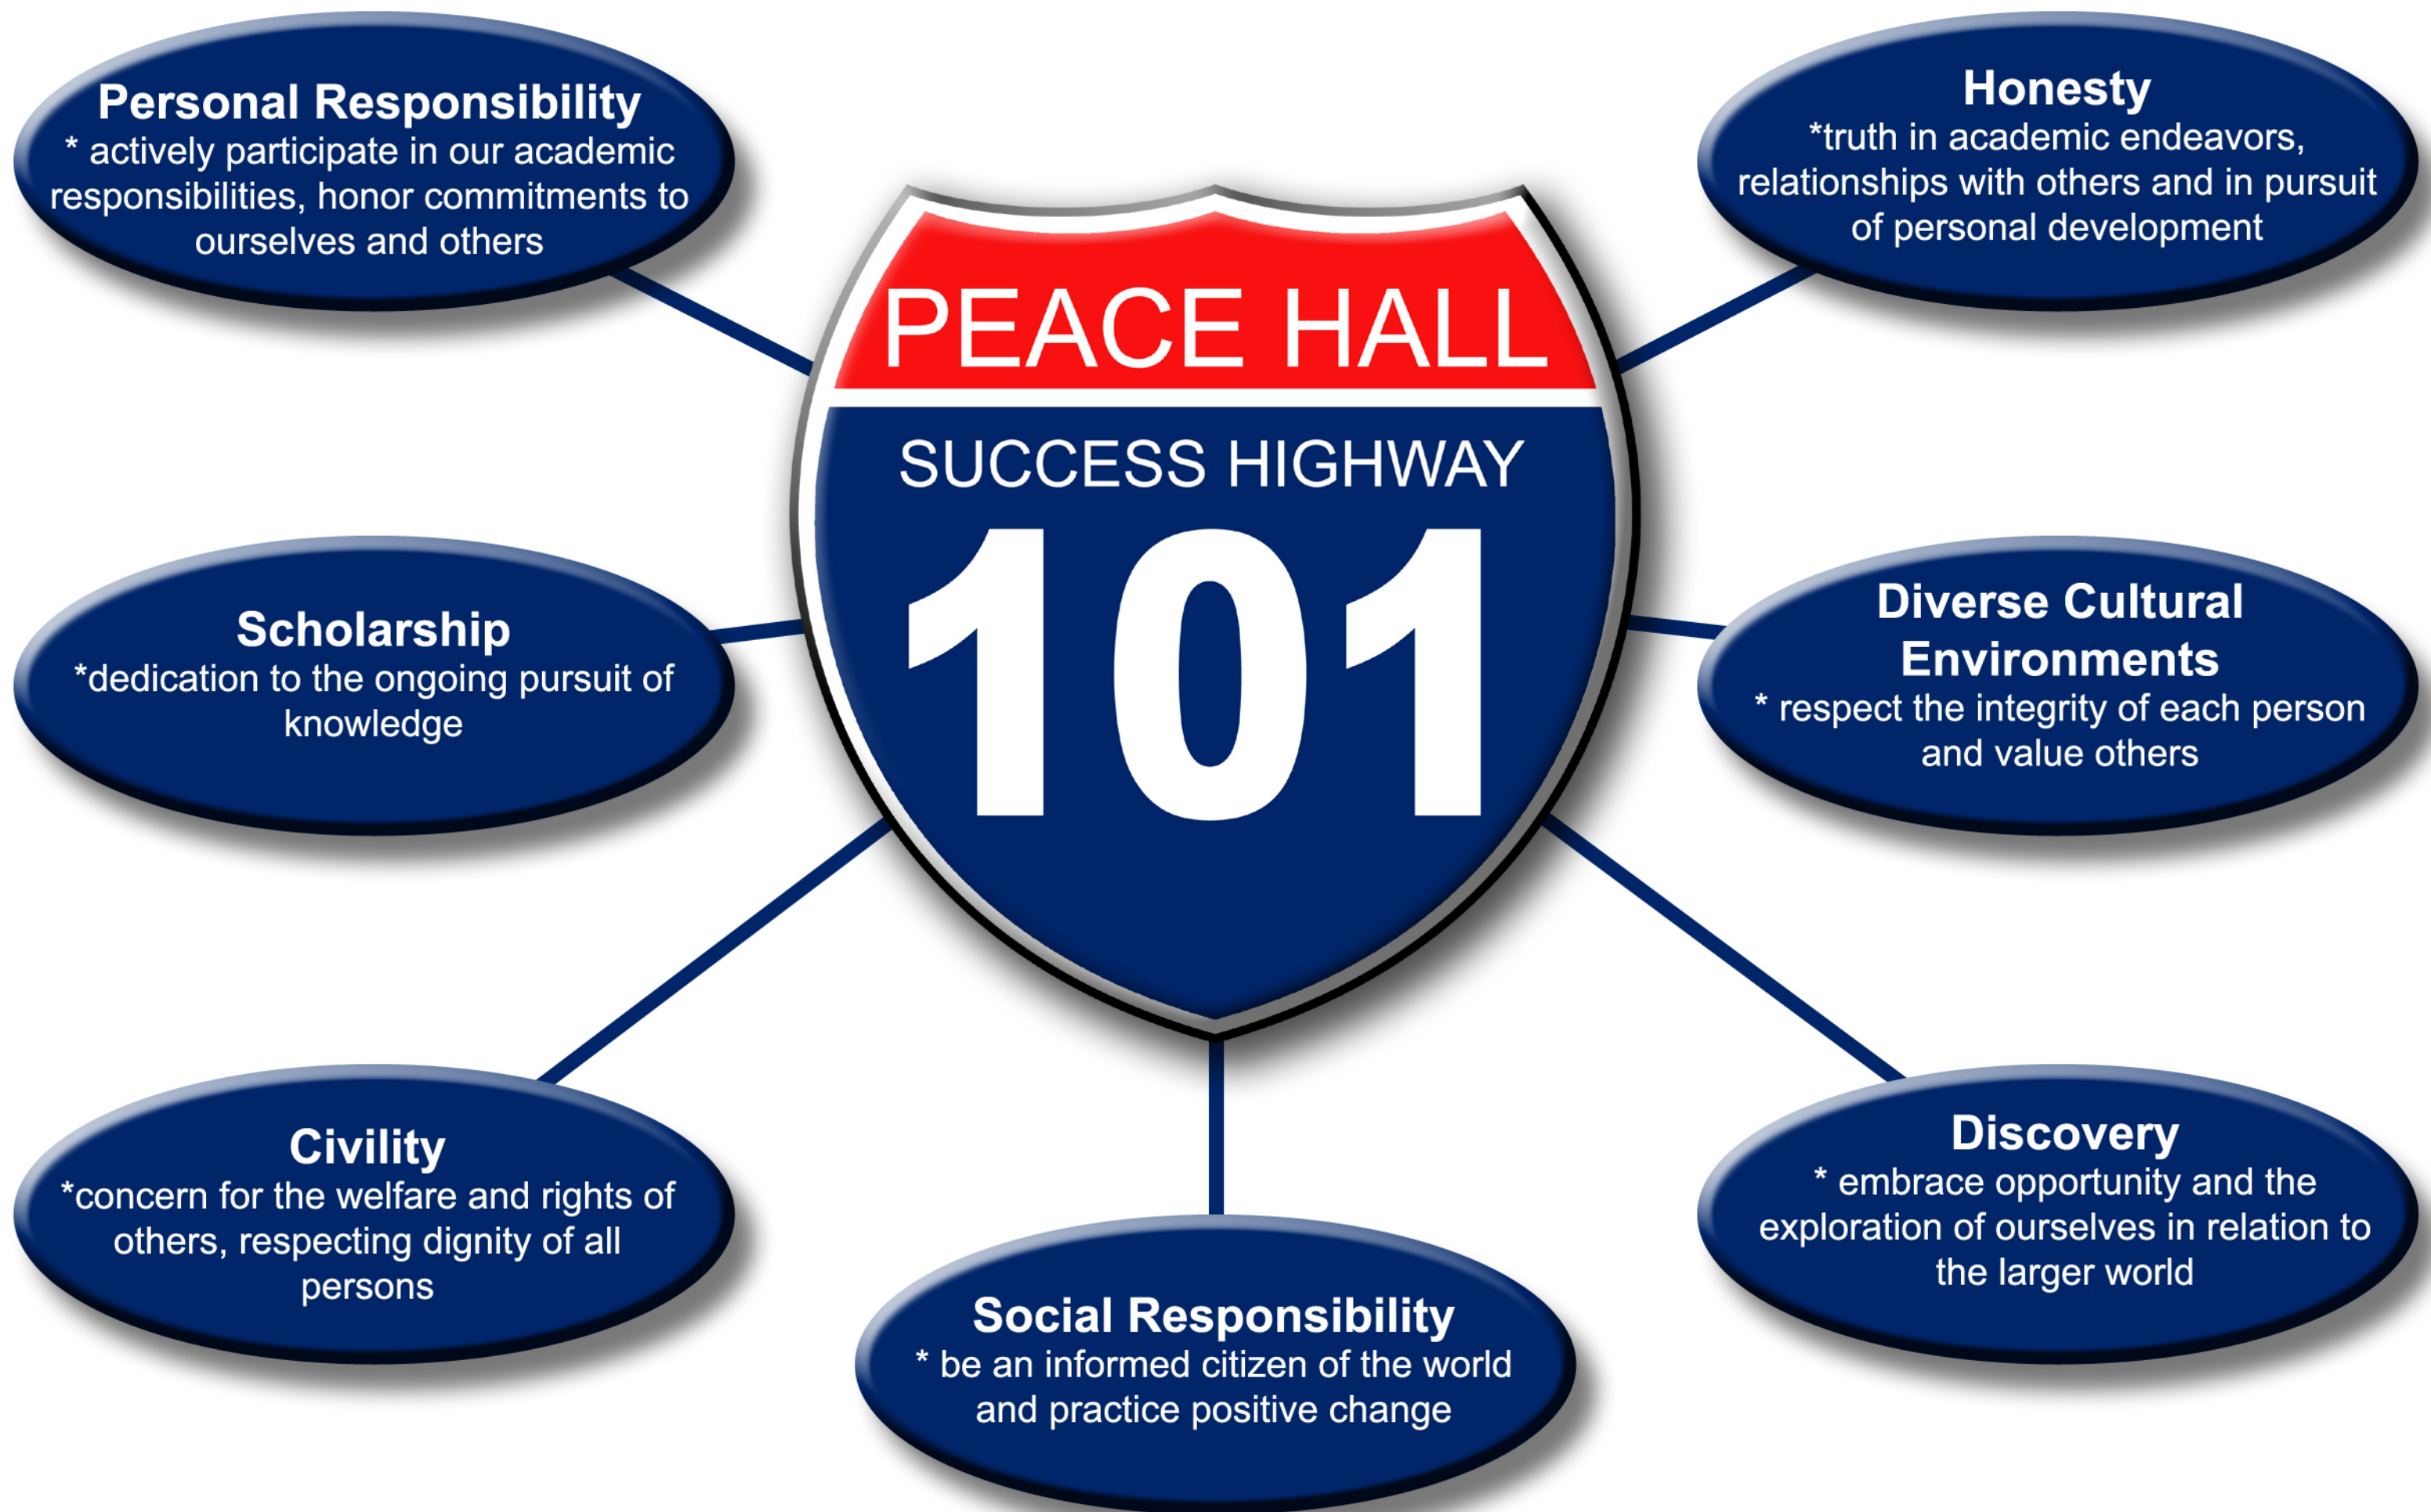 Personal Responsibility
* actively participate in our academic
responsibilities, honor commitments to
ourselves and others
Honesty
*truth in academic endeavors,
relationships with others and in pursuit
of personal development
PEACE HALL
SUCCESS HIGHWAY
101
Scholarship
*dedication to the ongoing pursuit of
knowledge
Diverse Cultural
Environments
* respect the integrity of each person
and value others
Civility
*concern for the welfare and rights of
others, respecting dignity of all
persons
Social Responsibility
* be an informed citizen of the world
and practice positive change
Discovery
* embrace opportunity and the
exploration of ourselves in relation to
the larger world